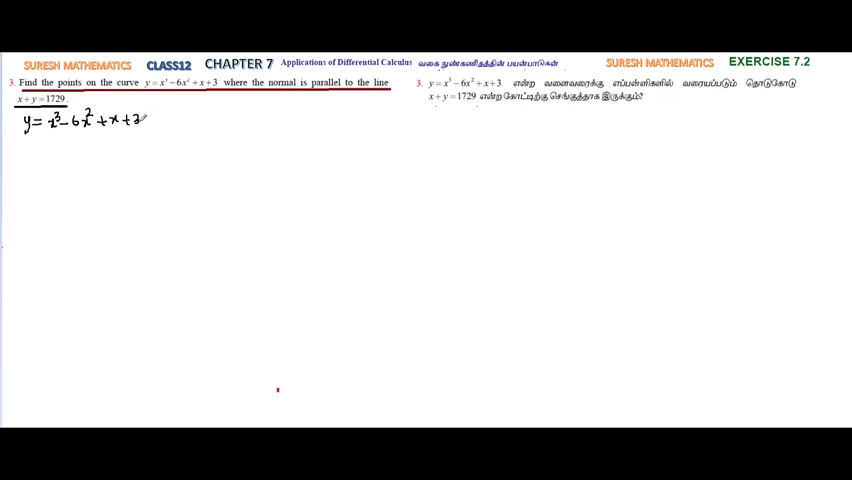 SURESH MATHEMATICS CLASS12 CHAPTER 7 Applications of Differential Calculus வகை நுண்கணிதத்தின் பயன்பாடுகள் SURESH MATHEMATICS EXERCISE 7.2
3. Find the points on the curve y = x³ − 6x² + x + 3 where the normal is parallel to the line
x + y = 1729.
y = x³ − 6x² + x + 3
3. y = x³ − 6x² + x + 3 என்ற வளைவரைக்கு எப்புள்ளிகளில் வரையப்படும் தொடுகோடு
x + y = 1729 என்ற கோட்டிற்கு செங்குத்தாக இருக்கும்?